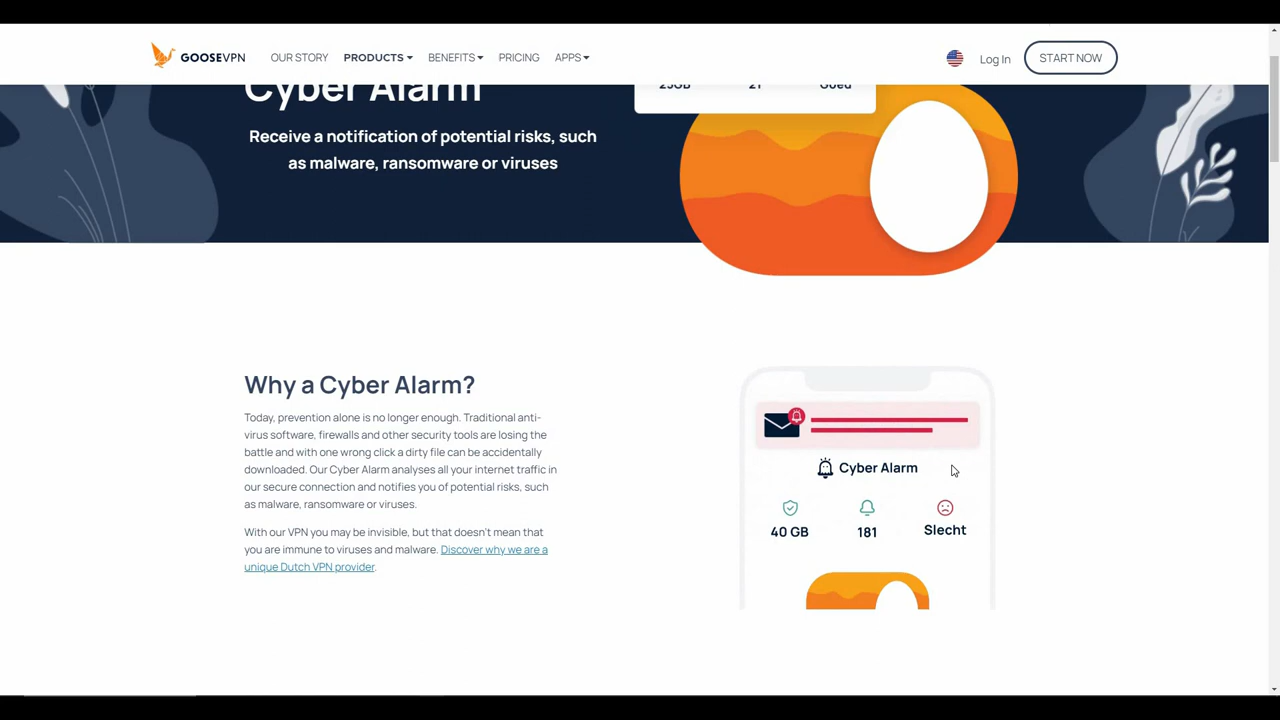 GOOSEVPN OUR STORY PRODUCTS BENEFITS PRICING APPS Log In START NOW
Cyber Alarm
25GB 21 Goed
Receive a notification of potential risks, such
as malware, ransomware or viruses
Why a Cyber Alarm?
Today, prevention alone is no longer enough. Traditional anti-
virus software, firewalls and other security tools are losing the
battle and with one wrong click a dirty file can be accidentally
downloaded. Our Cyber Alarm analyses all your internet traffic in
our secure connection and notifies you of potential risks, such
as malware, ransomware or viruses.
With our VPN you may be invisible, but that doesn't mean that
you are immune to viruses and malware. Discover why we are a
unique Dutch VPN provider.
Cyber Alarm
40 GB 181 Slecht